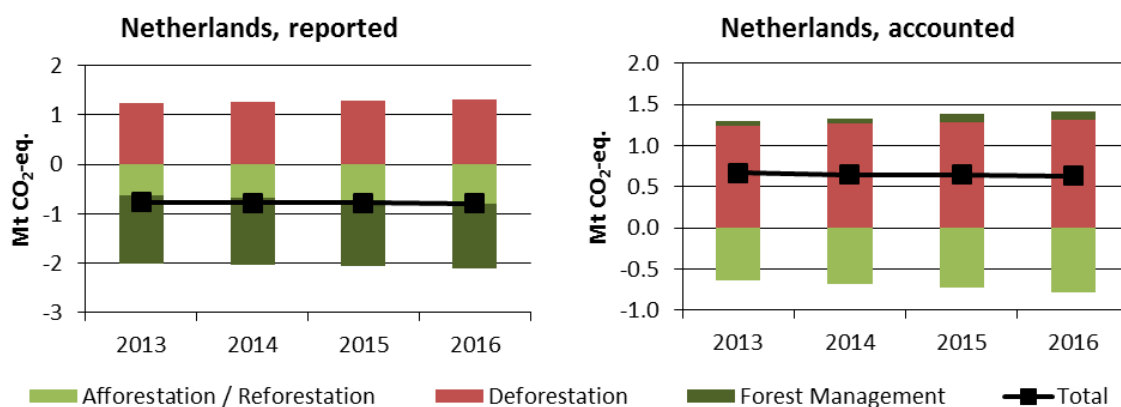 Netherlands, reported
Mt CO₂-eq.
2
1
0
-1
-2
-3
2013 2014 2015 2016
Netherlands, accounted
Mt CO₂-eq.
2.0
1.5
1.0
0.5
0.0
-0.5
-1.0
2013 2014 2015 2016
Afforestation / Reforestation Deforestation Forest Management Total